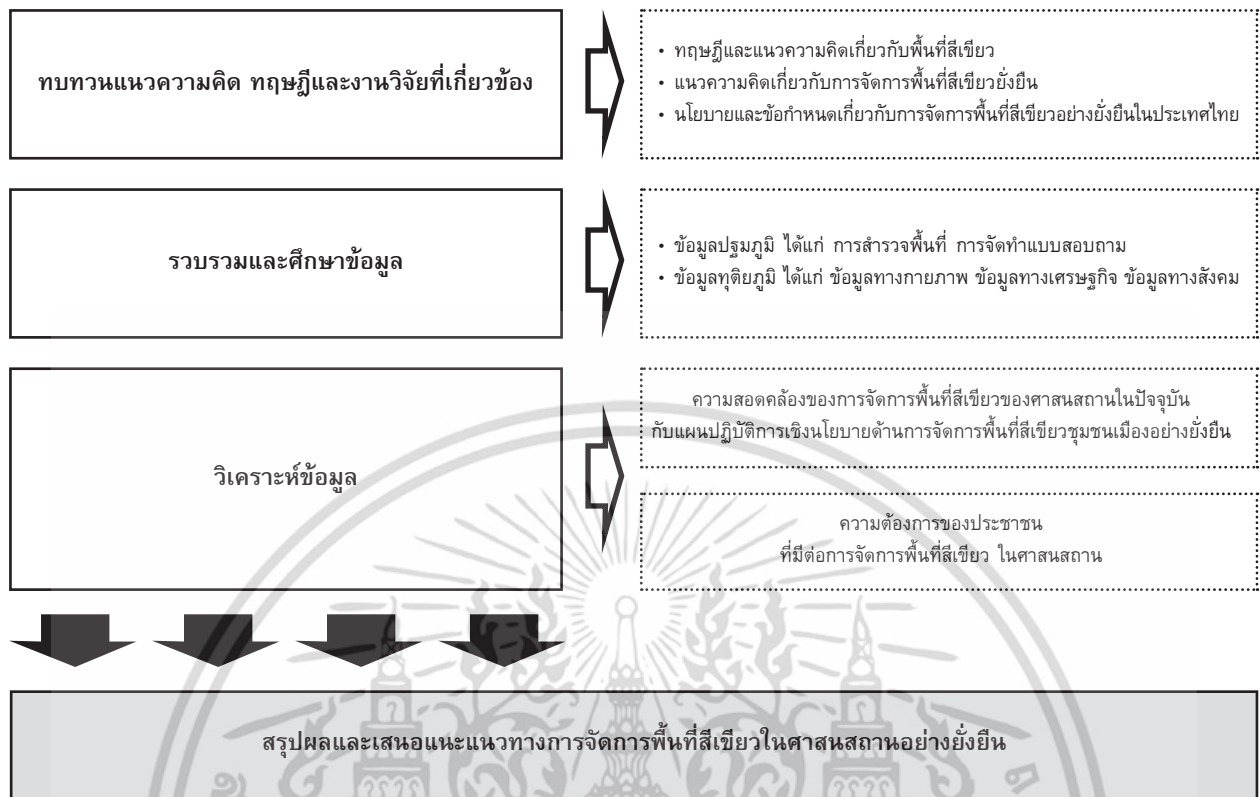 ทบทวนแนวความคิด ทฤษฎีและงานวิจัยที่เกี่ยวข้อง
• ทฤษฎีและแนวความคิดเกี่ยวกับพื้นที่สีเขียว
• แนวความคิดเกี่ยวกับการจัดการพื้นที่สีเขียวยั่งยืน
• นโยบายและข้อกำหนดเกี่ยวกับการจัดการพื้นที่สีเขียวอย่างยั่งยืนในประเทศไทย
รวบรวมและศึกษาข้อมูล
• ข้อมูลปฐมภูมิ ได้แก่ การสำรวจพื้นที่ การจัดทำแบบสอบถาม
• ข้อมูลทุติยภูมิ ได้แก่ ข้อมูลทางกายภาพ ข้อมูลทางเศรษฐกิจ ข้อมูลทางสังคม
วิเคราะห์ข้อมูล
ความสอดคล้องของการจัดการพื้นที่สีเขียวของศาสนสถานในปัจจุบัน
กับแผนปฏิบัติการเชิงนโยบายด้านการจัดการพื้นที่สีเขียวชุมชนเมืองอย่างยั่งยืน
ความต้องการของประชาชน
ที่มีต่อการจัดการพื้นที่สีเขียว ในศาสนสถาน
สรุปผลและเสนอแนะแนวทางการจัดการพื้นที่สีเขียวในศาสนสถานอย่างยั่งยืน